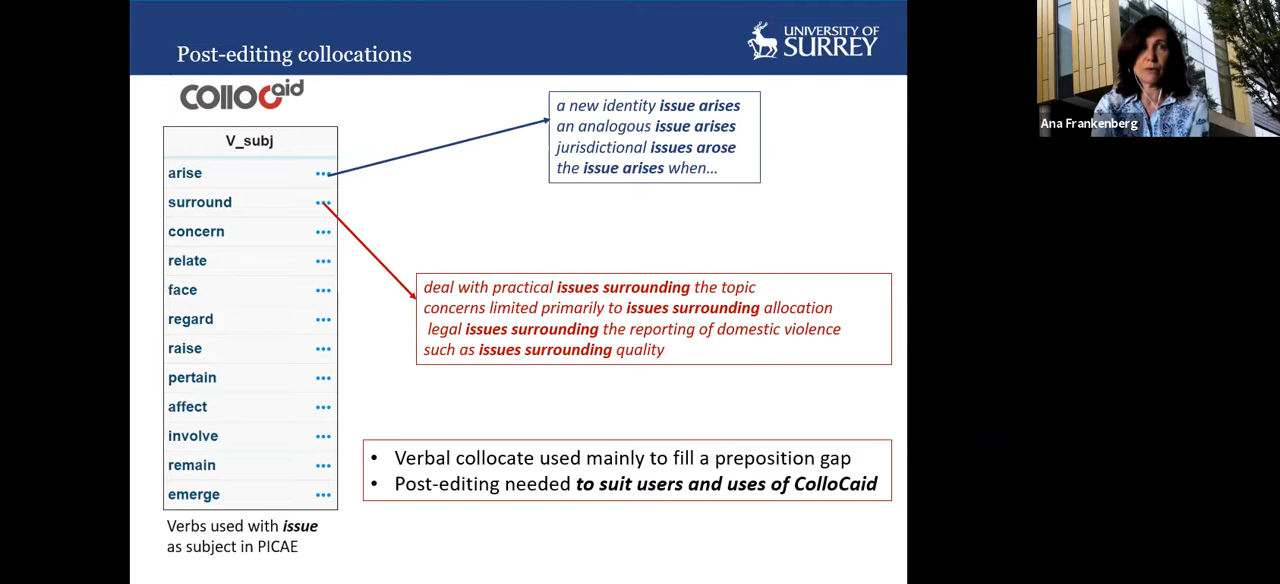 Post-editing collocations
UNIVERSITY OF
SURREY
Ana Frankenberg
colloCaid
V_subj
arise ...
surround ...
concern ...
relate ...
face ...
regard ...
raise ...
pertain ...
affect ...
involve ...
remain ...
emerge ...
Verbs used with issue
as subject in PICAE
a new identity issue arises
an analogous issue arises
jurisdictional issues arose
the issue arises when...
deal with practical issues surrounding the topic
concerns limited primarily to issues surrounding allocation
legal issues surrounding the reporting of domestic violence
such as issues surrounding quality
• Verbal collocate used mainly to fill a preposition gap
• Post-editing needed to suit users and uses of ColloCaid